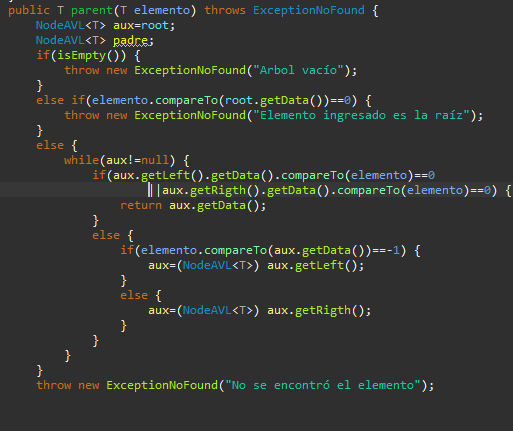 public T parent(T elemento) throws ExceptionNoFound {
NodeAVL<T> aux=root;
NodeAVL<T> padre;
if(isEmpty()) {
throw new ExceptionNoFound("Arbol vacío");
}
else if(elemento.compareTo(root.getData())==0) {
throw new ExceptionNoFound("Elemento ingresado es la raíz");
}
else {
while(aux!=null) {
if(aux.getLeft().getData().compareTo(elemento)==0
||aux.getRigth().getData().compareTo(elemento)==0) {
return aux.getData();
}
else {
if(elemento.compareTo(aux.getData())==-1) {
aux=(NodeAVL<T>) aux.getLeft();
}
else {
aux=(NodeAVL<T>) aux.getRigth();
}
}
}
}
throw new ExceptionNoFound("No se encontró el elemento");